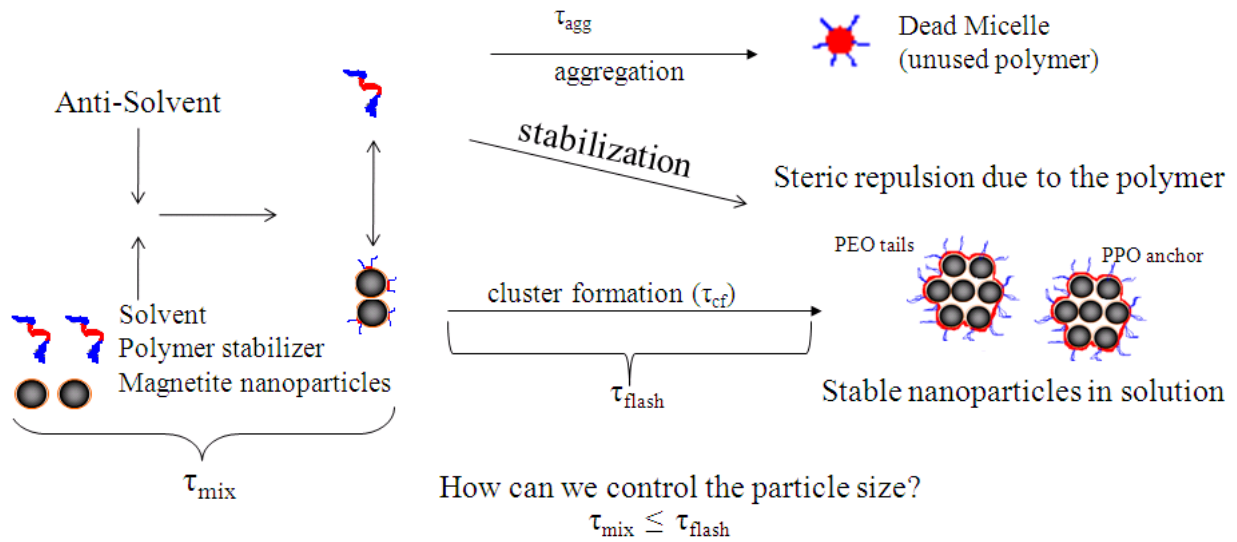 τagg
aggregation
Dead Micelle
(unused polymer)
Anti-Solvent
stabilization
Steric repulsion due to the polymer
PEO tails
PPO anchor
cluster formation (τcf)
Solvent
Polymer stabilizer
Magnetite nanoparticles
τflash
Stable nanoparticles in solution
τmix
How can we control the particle size?
τmix ≤ τflash